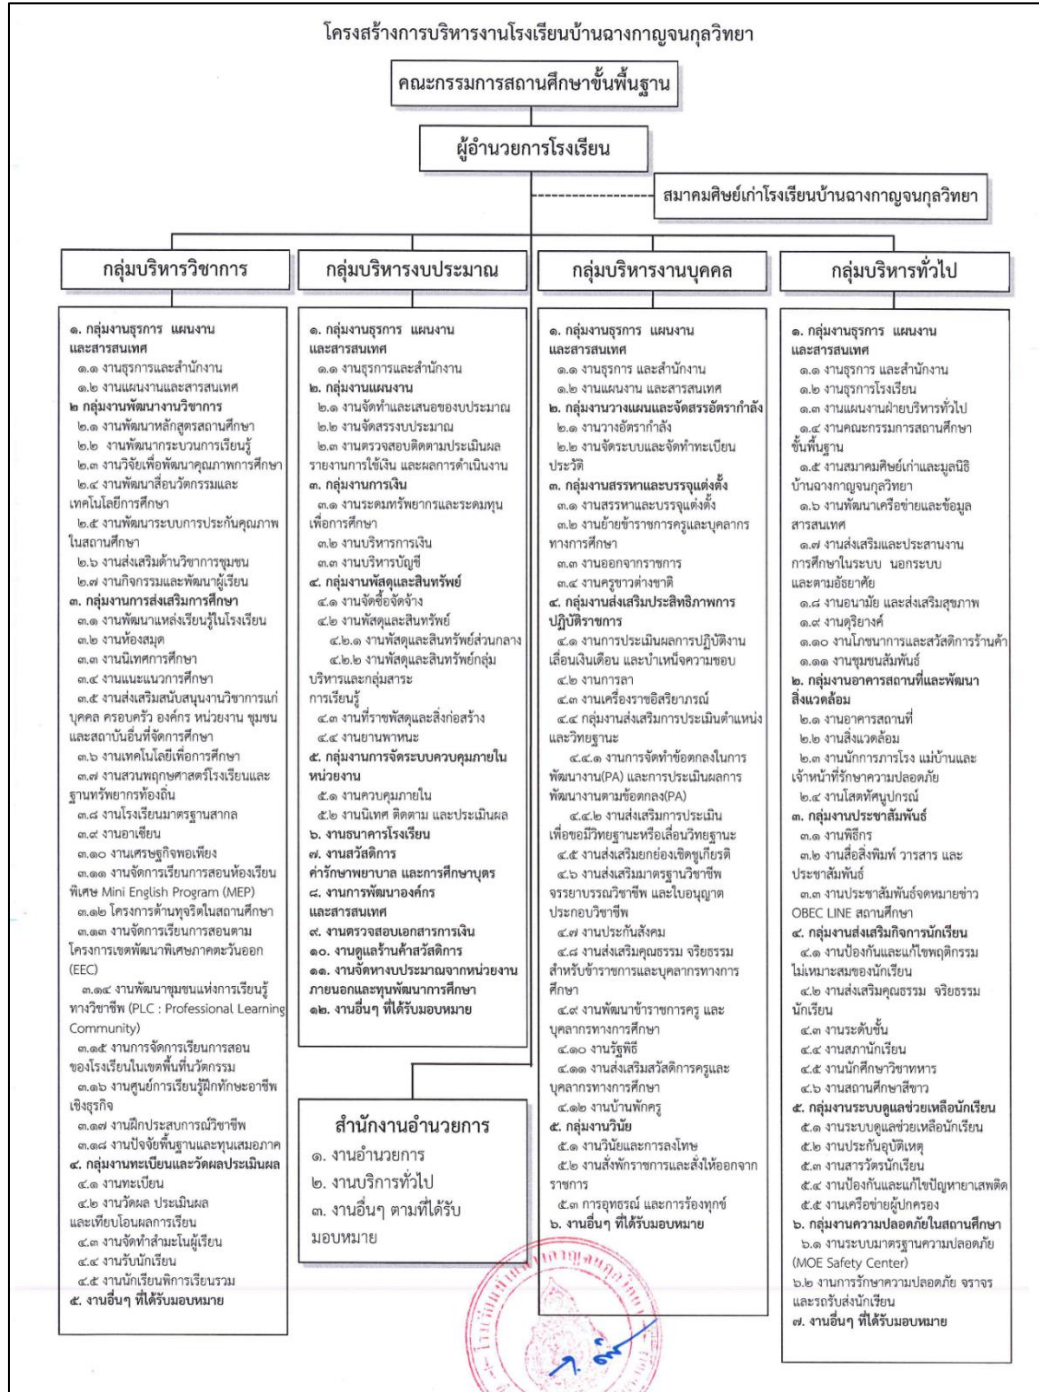 โครงสร้างการบริหารงานโรงเรียนบ้านฉางกาญจนกุลวิทยา
คณะกรรมการสถานศึกษาขั้นพื้นฐาน
ผู้อำนวยการโรงเรียน
สมาคมศิษย์เก่าโรงเรียนบ้านฉางกาญจนกุลวิทยา
กลุ่มบริหารวิชาการ
๑. กลุ่มงานธุรการ แผนงาน
และสารสนเทศ
๑.๑ งานธุรการและสำนักงาน
๑.๒ งานแผนงานและสารสนเทศ
๒ กลุ่มงานพัฒนางานวิชาการ
๒.๑ งานพัฒนาหลักสูตรสถานศึกษา
๒.๒ งานพัฒนากระบวนการเรียนรู้
๒.๓ งานวิจัยเพื่อพัฒนาคุณภาพการศึกษา
๒.๔ งานพัฒนาสื่อนวัตกรรมและ
เทคโนโลยีการศึกษา
๒.๕ งานพัฒนาระบบการประกันคุณภาพ
ในสถานศึกษา
๒.๖ งานส่งเสริมด้านวิชาการชุมชน
๒.๗ งานกิจกรรมและพัฒนาผู้เรียน
๓. กลุ่มงานการส่งเสริมการศึกษา
๓.๑ งานพัฒนาแหล่งเรียนรู้ในโรงเรียน
๓.๒ งานห้องสมุด
๓.๓ งานนิเทศการศึกษา
๓.๔ งานแนะแนวการศึกษา
๓.๕ งานส่งเสริมสนับสนุนงานวิชาการแก่
บุคคล ครอบครัว องค์กร หน่วยงาน ชุมชน
และสถาบันอื่นที่จัดการศึกษา
๓.๖ งานเทคโนโลยีเพื่อการศึกษา
๓.๗ งานสวนพฤกษศาสตร์โรงเรียนและ
ฐานทรัพยากรท้องถิ่น
๓.๘ งานโรงเรียนมาตรฐานสากล
๓.๙ งานอาเซียน
๓.๑๐ งานเศรษฐกิจพอเพียง
๓.๑๑ งานจัดการเรียนการสอนห้องเรียน
พิเศษ Mini English Program (MEP)
๓.๑๒ โครงการต้านทุจริตในสถานศึกษา
๓.๑๓ งานจัดการเรียนการสอนตาม
โครงการเขตพัฒนาพิเศษภาคตะวันออก
(EEC)
๓.๑๔ งานพัฒนาชุมชนแห่งการเรียนรู้
ทางวิชาชีพ (PLC : Professional Learning
Community)
๓.๑๕ งานการจัดการเรียนการสอน
ของโรงเรียนในเขตพื้นที่นวัตกรรม
๓.๑๖ งานศูนย์การเรียนรู้ฝึกทักษะอาชีพ
เชิงธุรกิจ
๓.๑๗ งานฝึกประสบการณ์วิชาชีพ
๓.๑๘ งานปัจจัยพื้นฐานและทุนเสมอภาค
๔. กลุ่มงานทะเบียนและวัดผลประเมินผล
๔.๑ งานทะเบียน
๔.๒ งานวัดผล ประเมินผล
และเทียบโอนผลการเรียน
๔.๓ งานจัดทำสำมะโนผู้เรียน
๔.๔ งานรับนักเรียน
๔.๕ งานนักเรียนพิการเรียนรวม
๕. งานอื่นๆ ที่ได้รับมอบหมาย
กลุ่มบริหารงบประมาณ
๑. กลุ่มงานธุรการ แผนงาน
และสารสนเทศ
๑.๑ งานธุรการและสำนักงาน
๒. กลุ่มงานแผนงาน
๒.๑ งานจัดทำและเสนอของบประมาณ
๒.๒ งานจัดสรรงบประมาณ
๒.๓ งานตรวจสอบติดตามประเมินผล
รายงานการใช้เงิน และผลการดำเนินงาน
๓. กลุ่มงานการเงิน
๓.๑ งานระดมทรัพยากรและระดมทุน
เพื่อการศึกษา
๓.๒ งานบริหารการเงิน
๓.๓ งานบริหารบัญชี
๔. กลุ่มงานพัสดุและสินทรัพย์
๔.๑ งานจัดซื้อจัดจ้าง
๔.๒ งานพัสดุและสินทรัพย์
๔.๒.๑ งานพัสดุและสินทรัพย์ส่วนกลาง
๔.๒.๒ งานพัสดุและสินทรัพย์กลุ่ม
บริหารและกลุ่มสาระ
การเรียนรู้
๔.๓ งานที่ราชพัสดุและสิ่งก่อสร้าง
๔.๔ งานยานพาหนะ
๕. กลุ่มงานการจัดระบบควบคุมภายใน
หน่วยงาน
๕.๑ งานควบคุมภายใน
๕.๒ งานนิเทศ ติดตาม และประเมินผล
๖. งานธนาคารโรงเรียน
๗. งานสวัสดิการ
ค่ารักษาพยาบาล และการศึกษาบุตร
๘. งานการพัฒนาองค์กร
และสารสนเทศ
๙. งานตรวจสอบเอกสารการเงิน
๑๐. งานดูแลร้านค้าสวัสดิการ
๑๑. งานจัดหางบประมาณจากหน่วยงาน
ภายนอกและทุนพัฒนาการศึกษา
๑๒. งานอื่นๆ ที่ได้รับมอบหมาย
สำนักงานอำนวยการ
๑. งานอำนวยการ
๒. งานบริการทั่วไป
๓. งานอื่นๆ ตามที่ได้รับ
มอบหมาย
กลุ่มบริหารงานบุคคล
๑. กลุ่มงานธุรการ แผนงาน
และสารสนเทศ
๑.๑ งานธุรการ และสำนักงาน
๑.๒ งานแผนงาน และสารสนเทศ
๒. กลุ่มงานวางแผนและจัดสรรอัตรากำลัง
๒.๑ งานวางอัตรากำลัง
๒.๒ งานจัดระบบและจัดทำทะเบียน
ประวัติ
๓. กลุ่มงานสรรหาและบรรจุแต่งตั้ง
๓.๑ งานสรรหาและบรรจุแต่งตั้ง
๓.๒ งานย้ายข้าราชการครูและบุคลากร
ทางการศึกษา
๓.๓ งานออกจากราชการ
๓.๔ งานครูชาวต่างชาติ
๔. กลุ่มงานส่งเสริมประสิทธิภาพการ
ปฏิบัติราชการ
๔.๑ งานการประเมินผลการปฏิบัติงาน
เลื่อนเงินเดือน และบำเหน็จความชอบ
๔.๒ งานการลา
๔.๓ งานเครื่องราชอิสริยาภรณ์
๔.๔ กลุ่มงานส่งเสริมการประเมินตำแหน่ง
และวิทยฐานะ
๔.๔.๑ งานการจัดทำข้อตกลงในการ
พัฒนางาน(PA) และการประเมินผลการ
พัฒนางานตามข้อตกลง(PA)
๔.๔.๒ งานส่งเสริมการประเมิน
เพื่อขอมีวิทยฐานะหรือเลื่อนวิทยฐานะ
๔.๕ งานส่งเสริมยกย่องเชิดชูเกียรติ
๔.๖ งานส่งเสริมมาตรฐานวิชาชีพ
จรรยาบรรณวิชาชีพ และใบอนุญาต
ประกอบวิชาชีพ
๔.๗ งานประกันสังคม
๔.๘ งานส่งเสริมคุณธรรม จริยธรรม
สำหรับข้าราชการและบุคลากรทางการ
ศึกษา
๔.๙ งานพัฒนาข้าราชการครู และ
บุคลากรทางการศึกษา
๔.๑๐ งานรัฐพิธี
๔.๑๑ งานส่งเสริมสวัสดิการครูและ
บุคลากรทางการศึกษา
๔.๑๒ งานบ้านพักครู
๕. กลุ่มงานวินัย
๕.๑ งานวินัยและการลงโทษ
๕.๒ งานสั่งพักราชการและสั่งให้ออกจาก
ราชการ
๕.๓ การอุทธรณ์ และการร้องทุกข์
๖. งานอื่นๆ ที่ได้รับมอบหมาย
กลุ่มบริหารทั่วไป
๑. กลุ่มงานธุรการ แผนงาน
และสารสนเทศ
๑.๑ งานธุรการ และสำนักงาน
๑.๒ งานธุรการโรงเรียน
๑.๓ งานแผนงานฝ่ายบริหารทั่วไป
๑.๔ งานคณะกรรมการสถานศึกษา
ขั้นพื้นฐาน
๑.๕ งานสมาคมศิษย์เก่าและมูลนิธิ
บ้านฉางกาญจนกุลวิทยา
๑.๖ งานพัฒนาเครือข่ายและข้อมูล
สารสนเทศ
๑.๗ งานส่งเสริมและประสานงาน
การศึกษาในระบบ นอกระบบ
และตามอัธยาศัย
๑.๘ งานอนามัย และส่งเสริมสุขภาพ
๑.๙ งานดุริยางค์
๑.๑๐ งานโภชนาการและสวัสดิการร้านค้า
๑.๑๑ งานชุมชนสัมพันธ์
๒. กลุ่มงานอาคารสถานที่และพัฒนา
สิ่งแวดล้อม
๒.๑ งานอาคารสถานที่
๒.๒ งานสิ่งแวดล้อม
๒.๓ งานนักการภารโรง แม่บ้านและ
เจ้าหน้าที่รักษาความปลอดภัย
๒.๔ งานโสตทัศนูปกรณ์
๓. กลุ่มงานประชาสัมพันธ์
๓.๑ งานพิธีกร
๓.๒ งานสื่อสิ่งพิมพ์ วารสาร และ
ประชาสัมพันธ์
๓.๓ งานประชาสัมพันธ์จดหมายข่าว
OBEC LINE สถานศึกษา
๔. กลุ่มงานส่งเสริมกิจการนักเรียน
๔.๑ งานป้องกันและแก้ไขพฤติกรรม
ไม่เหมาะสมของนักเรียน
๔.๒ งานส่งเสริมคุณธรรม จริยธรรม
นักเรียน
๔.๓ งานระดับชั้น
๔.๔ งานสภานักเรียน
๔.๕ งานนักศึกษาวิชาทหาร
๔.๖ งานสถานศึกษาสีขาว
๕. กลุ่มงานระบบดูแลช่วยเหลือนักเรียน
๕.๑ งานระบบดูแลช่วยเหลือนักเรียน
๕.๒ งานประกันอุบัติเหตุ
๕.๓ งานสารวัตรนักเรียน
๕.๔ งานป้องกันและแก้ไขปัญหายาเสพติด
๕.๕ งานเครือข่ายผู้ปกครอง
๖. กลุ่มงานความปลอดภัยในสถานศึกษา
๖.๑ งานระบบมาตรฐานความปลอดภัย
(MOE Safety Center)
๖.๒ งานการรักษาความปลอดภัย จราจร
และรถรับส่งนักเรียน
๗. งานอื่นๆ ที่ได้รับมอบหมาย